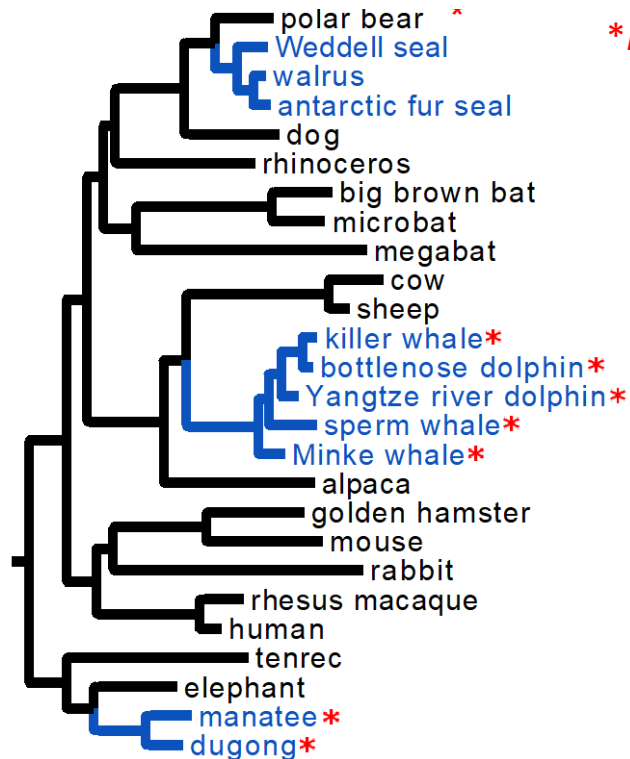 polar bear *
*
Weddell seal
walrus
antarctic fur seal
dog
rhinoceros
big brown bat
microbat
megabat
cow
sheep
killer whale*
bottlenose dolphin*
Yangtze river dolphin*
sperm whale*
Minke whale*
alpaca
golden hamster
mouse
rabbit
rhesus macaque
human
tenrec
elephant
manatee*
dugong*